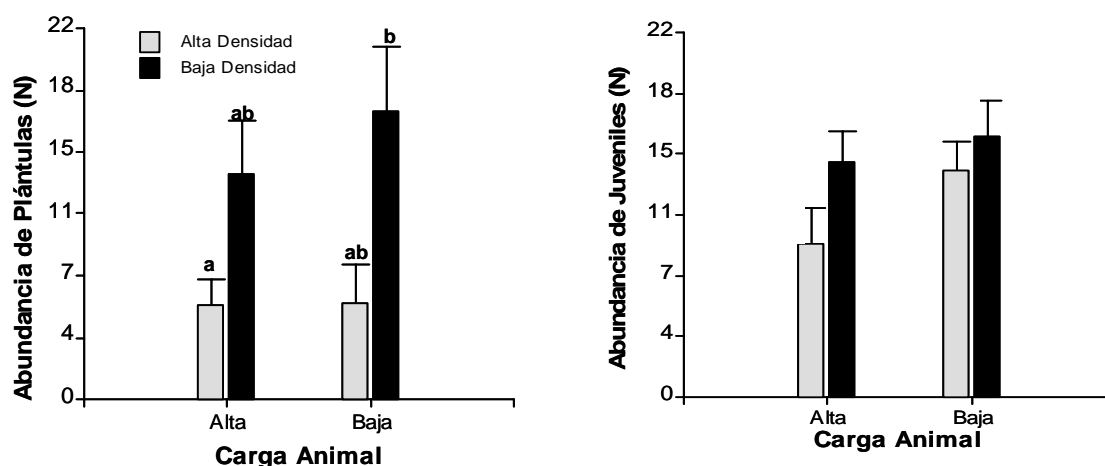 Abundancia de Plántulas (N)
22
18
15
11
7
4
0
Alta Densidad
Baja Densidad
a
ab
ab
b
Alta
Baja
Carga Animal
Abundancia de Juveniles (N)
22
18
15
11
7
4
0
Alta
Baja
Carga Animal